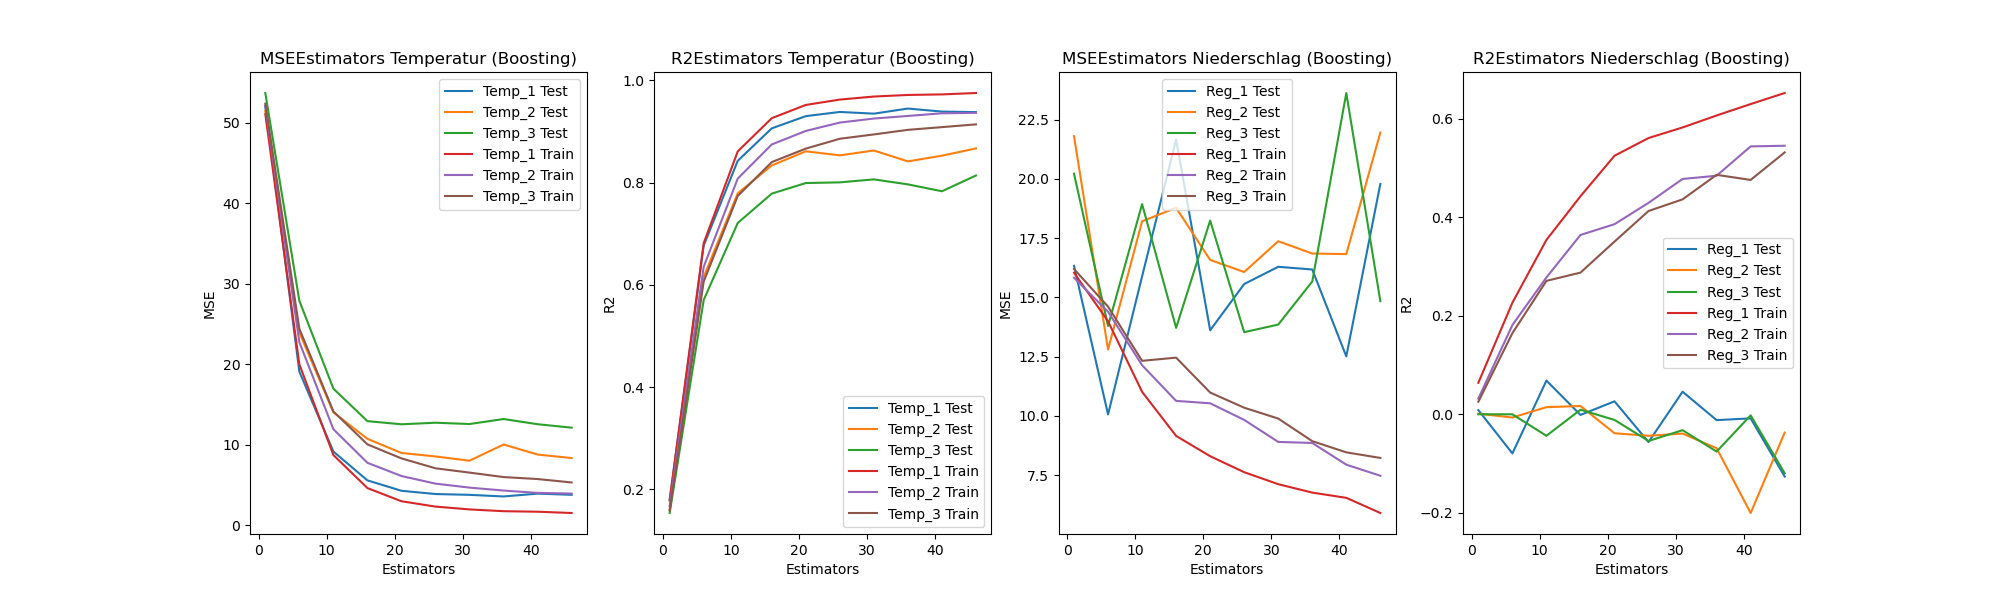 MSEEstimators Temperatur (Boosting)
50
40
30
20
10
0
MSE
0 10 20 30 40
Estimators
Temp_1 Test
Temp_2 Test
Temp_3 Test
Temp_1 Train
Temp_2 Train
Temp_3 Train
R2Estimators Temperatur (Boosting)
1.0
0.8
0.6
0.4
0.2
R2
0 10 20 30 40
Estimators
Temp_1 Test
Temp_2 Test
Temp_3 Test
Temp_1 Train
Temp_2 Train
Temp_3 Train
MSEEstimators Niederschlag (Boosting)
22.5
20.0
17.5
15.0
12.5
10.0
7.5
MSE
0 10 20 30 40
Estimators
Reg_1 Test
Reg_2 Test
Reg_3 Test
Reg_1 Train
Reg_2 Train
Reg_3 Train
R2Estimators Niederschlag (Boosting)
0.6
0.4
0.2
0.0
−0.2
R2
0 10 20 30 40
Estimators
Reg_1 Test
Reg_2 Test
Reg_3 Test
Reg_1 Train
Reg_2 Train
Reg_3 Train